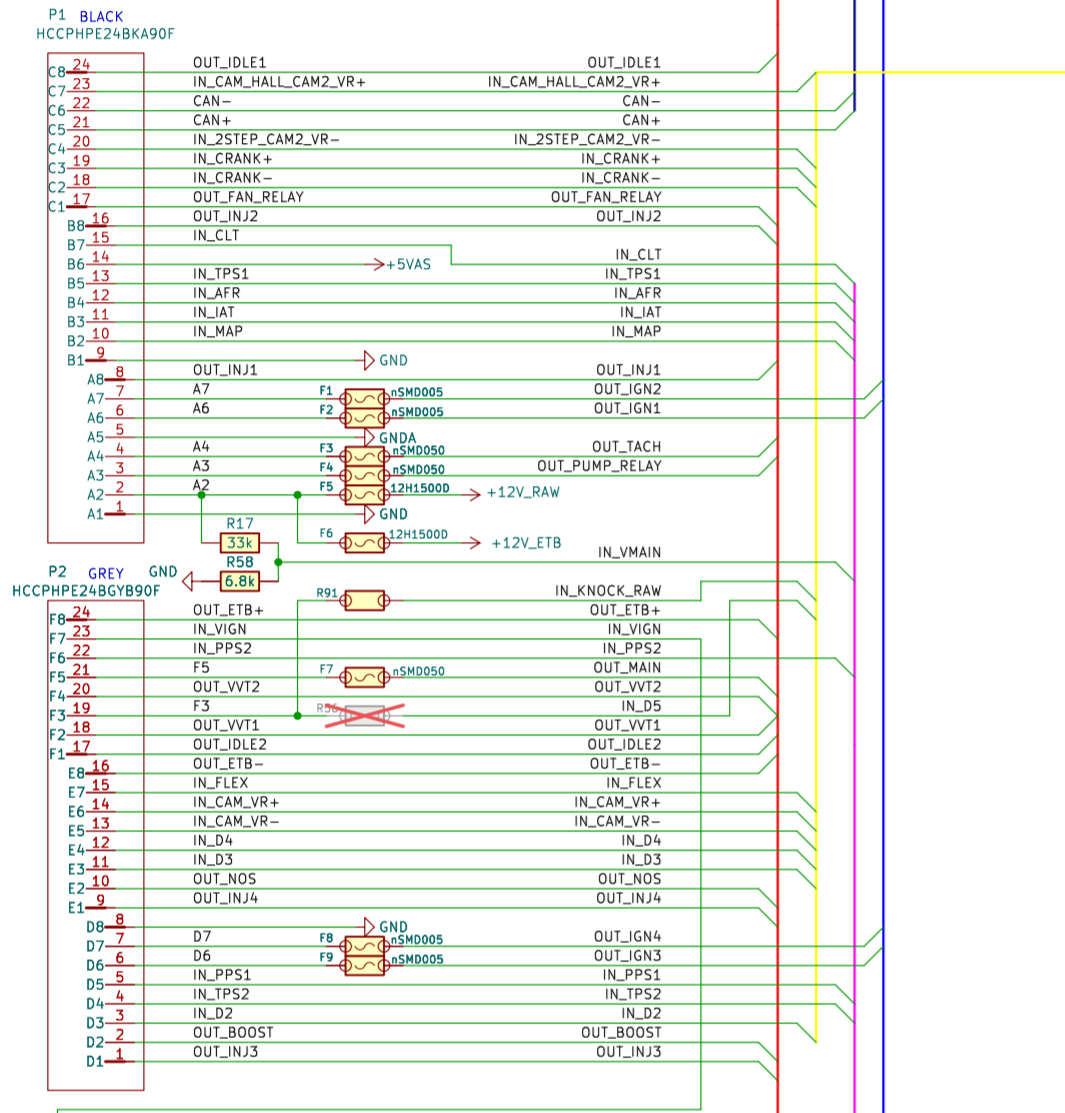 P1 BLACK
HCCPHPE24BKA90F
C8 24 OUT_IDLE1 OUT_IDLE1
C7 23 IN_CAM_HALL_CAM2_VR+ IN_CAM_HALL_CAM2_VR+
C6 22 CAN- CAN-
C5 21 CAN+ CAN+
C4 20 IN_2STEP_CAM2_VR- IN_2STEP_CAM2_VR-
C3 19 IN_CRANK+ IN_CRANK+
C2 18 IN_CRANK- IN_CRANK-
C1 17 OUT_FAN_RELAY OUT_FAN_RELAY
B8 16 OUT_INJ2 OUT_INJ2
B7 15 IN_CLT
B6 14 +5VAS IN_CLT
B5 13 IN_TPS1 IN_TPS1
B4 12 IN_AFR IN_AFR
B3 11 IN_IAT IN_IAT
B2 10 IN_MAP IN_MAP
B1 9 GND
A8 8 OUT_INJ1 OUT_INJ1
A7 7 A7 F1 nSMD005 OUT_IGN2
A6 6 A6 F2 nSMD005 OUT_IGN1
A5 5 GNDA
A4 4 A4 F3 nSMD050 OUT_TACH
A3 3 A3 F4 nSMD050 OUT_PUMP_RELAY
A2 2 A2 F5 12H1500D +12V_RAW
A1 1 GND
R17
33k F6 12H1500D +12V_ETB
R58 IN_VMAIN
GND 6.8k
P2 GREY
HCCPHPE24BGYB90F
R91 IN_KNOCK_RAW
F8 24 OUT_ETB+ OUT_ETB+
F7 23 IN_VIGN IN_VIGN
F6 22 IN_PPS2 IN_PPS2
F5 21 F5 F7 nSMD050 OUT_MAIN
F4 20 OUT_VVT2 OUT_VVT2
F3 19 F3 IN_D5
F2 18 OUT_VVT1 OUT_VVT1
F1 17 OUT_IDLE2 OUT_IDLE2
E8 16 OUT_ETB- OUT_ETB-
E7 15 IN_FLEX IN_FLEX
E6 14 IN_CAM_VR+ IN_CAM_VR+
E5 13 IN_CAM_VR- IN_CAM_VR-
E4 12 IN_D4 IN_D4
E3 11 IN_D3 IN_D3
E2 10 OUT_NOS OUT_NOS
E1 9 OUT_INJ4 OUT_INJ4
D8 8 GND
D7 7 D7 F8 nSMD005 OUT_IGN4
D6 6 D6 F9 nSMD005 OUT_IGN3
D5 5 IN_PPS1 IN_PPS1
D4 4 IN_TPS2 IN_TPS2
D3 3 IN_D2 IN_D2
D2 2 OUT_BOOST OUT_BOOST
D1 1 OUT_INJ3 OUT_INJ3